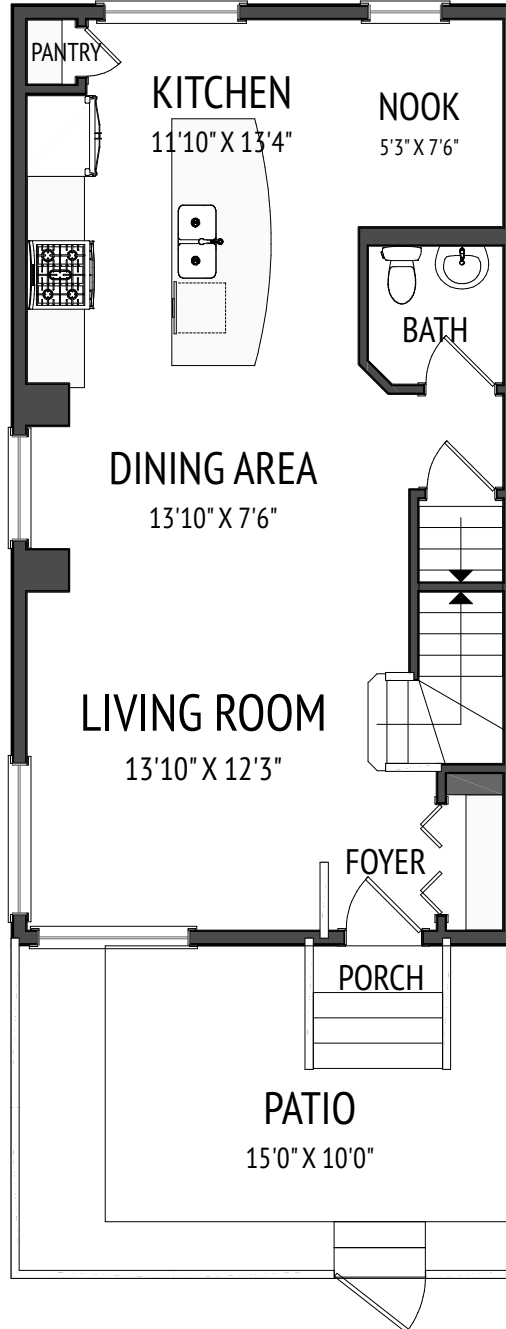 PANTRY
KITCHEN
11'10" X 13'4"
NOOK
5'3" X 7'6"
BATH
DINING AREA
13'10" X 7'6"
LIVING ROOM
13'10" X 12'3"
FOYER
PORCH
PATIO
15'0" X 10'0"